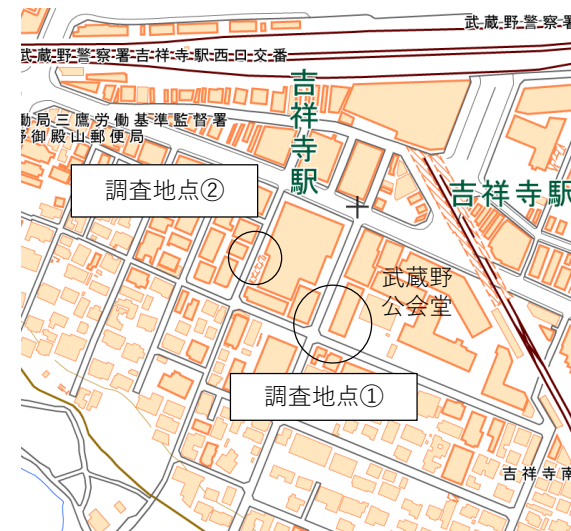 武蔵野警察署
武蔵野警察署吉祥寺駅西口交番
吉祥寺駅
働局三鷹労働基準監督署
野御殿山郵便局
調査地点②
吉祥寺駅
武蔵野
公会堂
調査地点①
吉祥寺南